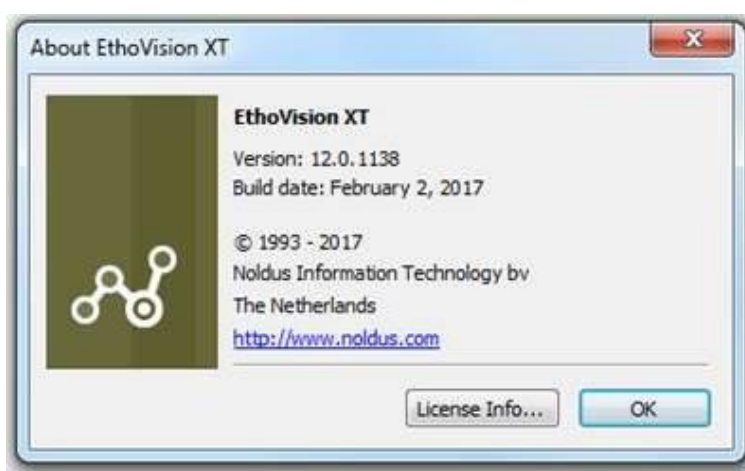 About EthoVision XT
EthoVision XT
Version: 12.0.1138
Build date: February 2, 2017
© 1993 - 2017
Noldus Information Technology bv
The Netherlands
http://www.noldus.com
License Info...
OK